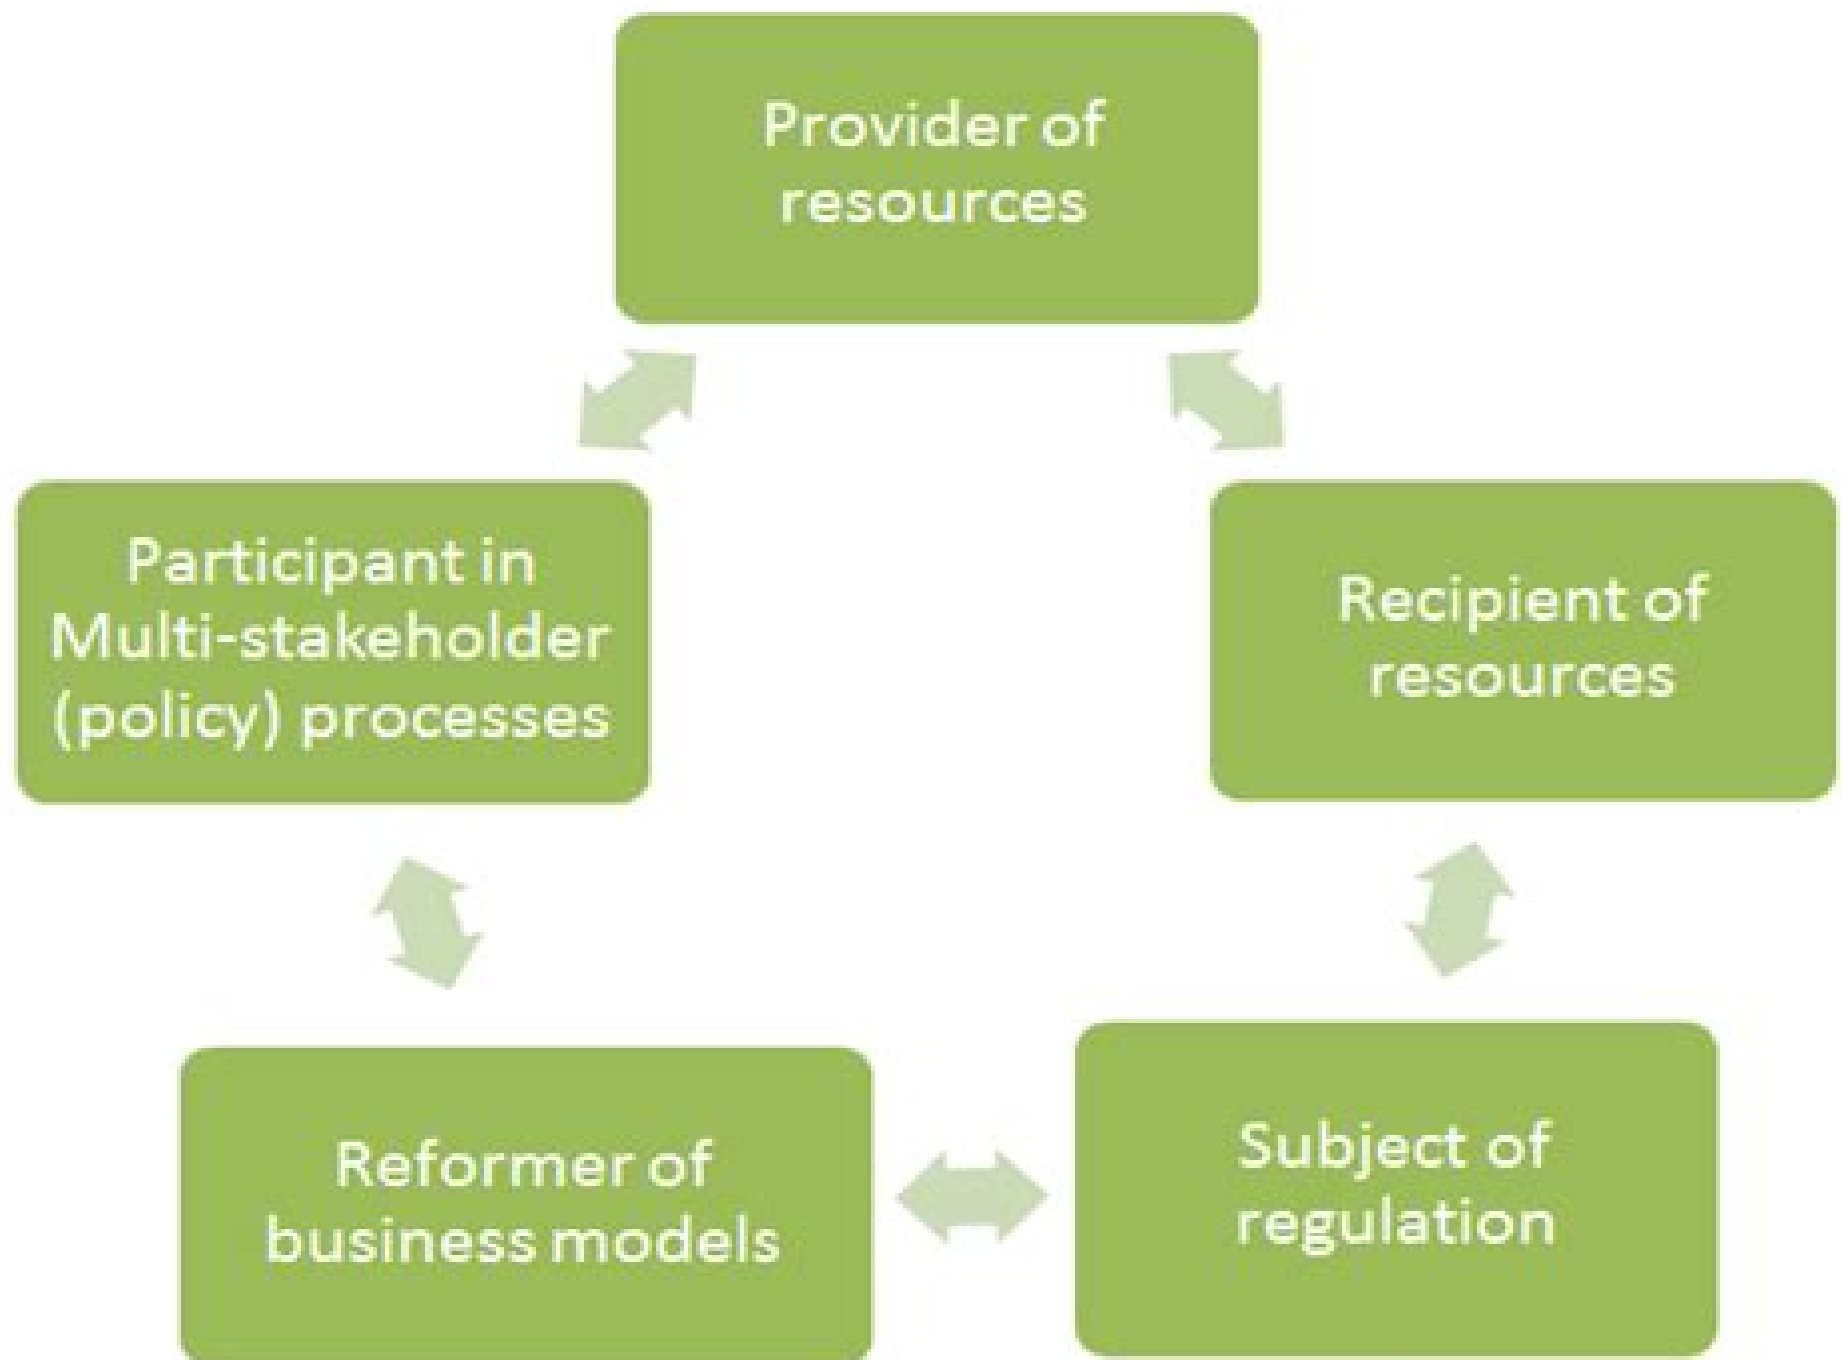 Provider of
resources
Participant in
Multi-stakeholder
(policy) processes
Recipient of
resources
Reformer of
business models
Subject of
regulation